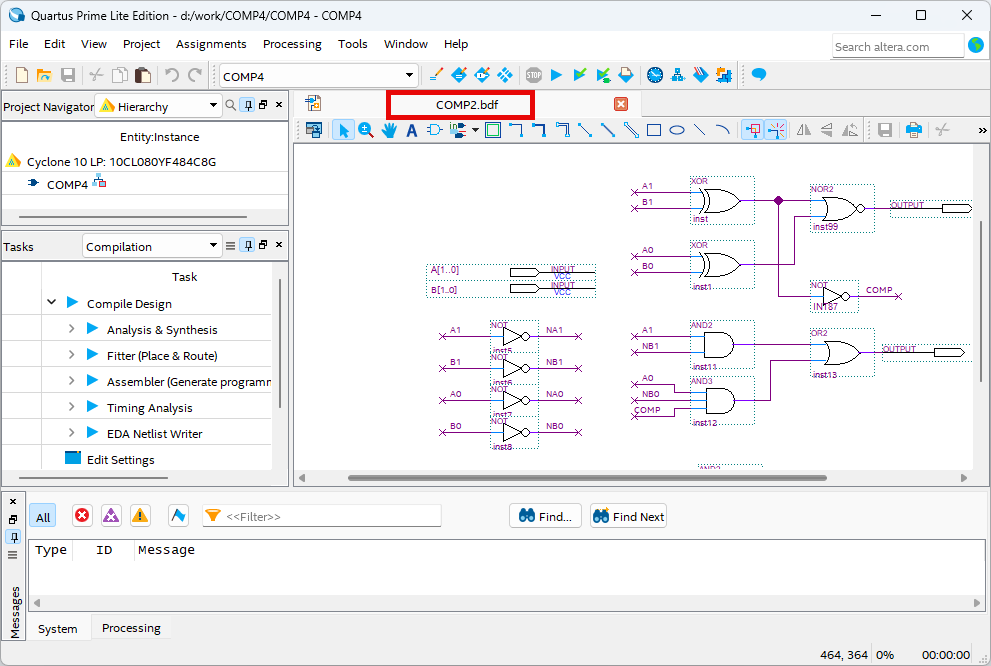 Quartus Prime Lite Edition - d:/work/COMP4/COMP4 - COMP4
File Edit View Project Assignments Processing Tools Window Help
Search altera.com
COMP4
STOP
Project Navigator Hierarchy
COMP2.bdf
Entity:Instance
Cyclone 10 LP: 10CL080YF484C8G
COMP4
Tasks Compilation
Task
Compile Design
Analysis & Synthesis
Fitter (Place & Route)
Assembler (Generate programm
Timing Analysis
EDA Netlist Writer
Edit Settings
XOR
A1
B1
inst
NOR2
inst99
OUTPUT
XOR
A0
B0
inst1
A[1..0] INPUT
VCC
B[1..0] INPUT
VCC
NOT
COMP
IN187
NOT
A1 NA1
inst5
NOT
B1 NB1
inst6
NOT
A0 NA0
inst7
NOT
B0 NB0
inst8
AND2
A1
NB1
inst11
OR2
inst13
OUTPUT
AND3
A0
NB0
COMP
inst12
All
<<Filter>>
Find...
Find Next
Type ID Message
Messages
System Processing
464, 364 0% 00:00:00